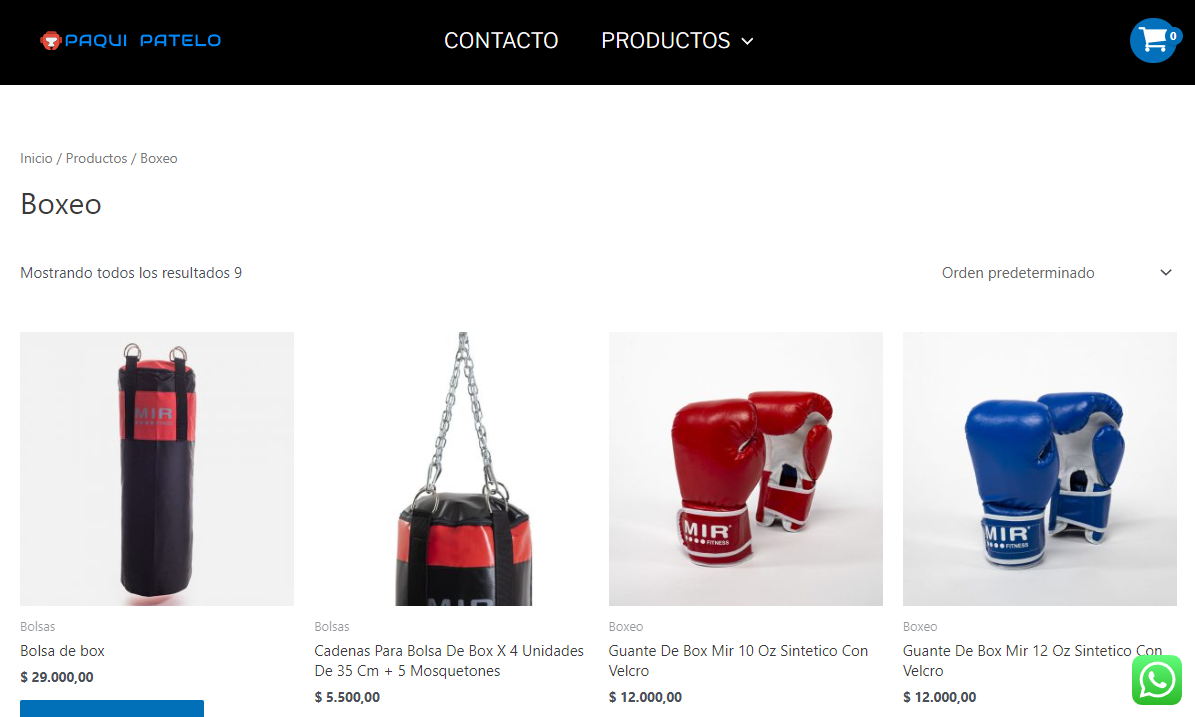 PAQUI PATELO
CONTACTO
PRODUCTOS
0
Inicio / Productos / Boxeo
Boxeo
Mostrando todos los resultados 9
Orden predeterminado
MIR
MIR
MIR
FITNESS
MIR
FITNESS
Bolsas
Bolsa de box
$ 29.000,00
Bolsas
Cadenas Para Bolsa De Box X 4 Unidades
De 35 Cm + 5 Mosquetones
$ 5.500,00
Boxeo
Guante De Box Mir 10 Oz Sintetico Con
Velcro
$ 12.000,00
Boxeo
Guante De Box Mir 12 Oz Sintetico Con
Velcro
$ 12.000,00